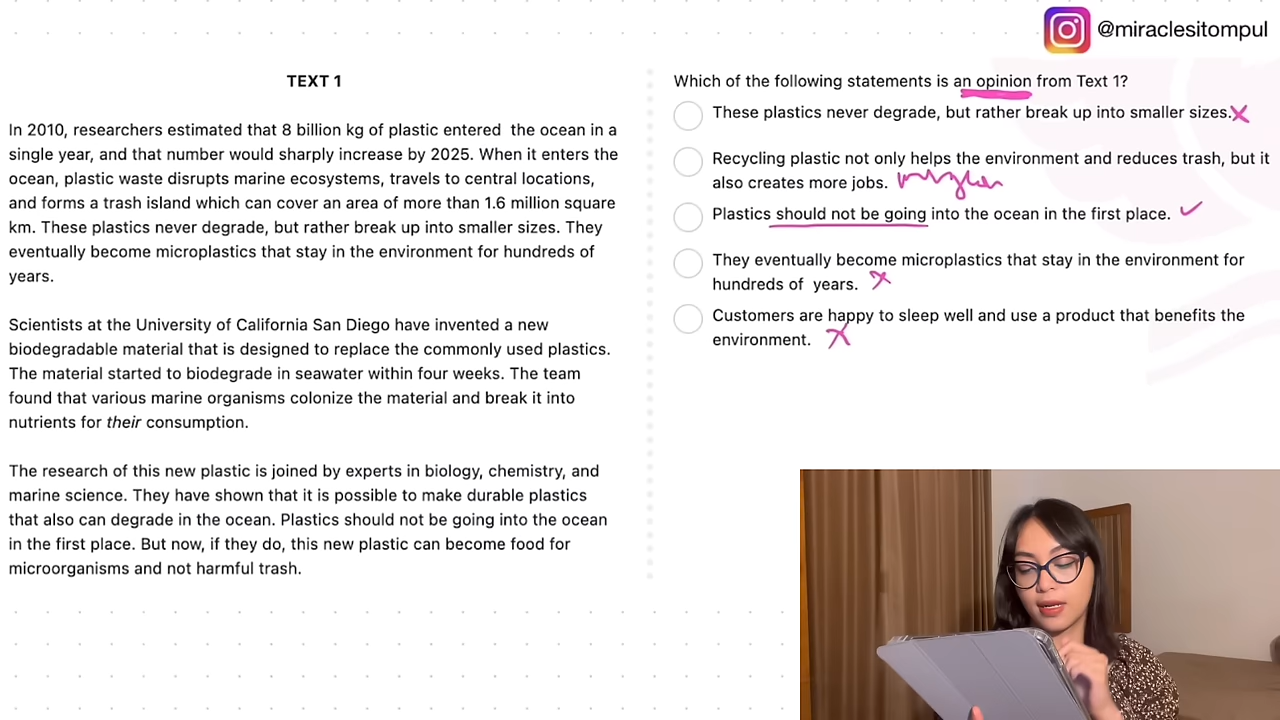 @miraclesitompul
TEXT 1
In 2010, researchers estimated that 8 billion kg of plastic entered the ocean in a
single year, and that number would sharply increase by 2025. When it enters the
ocean, plastic waste disrupts marine ecosystems, travels to central locations,
and forms a trash island which can cover an area of more than 1.6 million square
km. These plastics never degrade, but rather break up into smaller sizes. They
eventually become microplastics that stay in the environment for hundreds of
years.
Scientists at the University of California San Diego have invented a new
biodegradable material that is designed to replace the commonly used plastics.
The material started to biodegrade in seawater within four weeks. The team
found that various marine organisms colonize the material and break it into
nutrients for their consumption.
The research of this new plastic is joined by experts in biology, chemistry, and
marine science. They have shown that it is possible to make durable plastics
that also can degrade in the ocean. Plastics should not be going into the ocean
in the first place. But now, if they do, this new plastic can become food for
microorganisms and not harmful trash.
Which of the following statements is an opinion from Text 1?
These plastics never degrade, but rather break up into smaller sizes.
Recycling plastic not only helps the environment and reduces trash, but it
also creates more jobs.
Plastics should not be going into the ocean in the first place.
They eventually become microplastics that stay in the environment for
hundreds of years.
Customers are happy to sleep well and use a product that benefits the
environment.